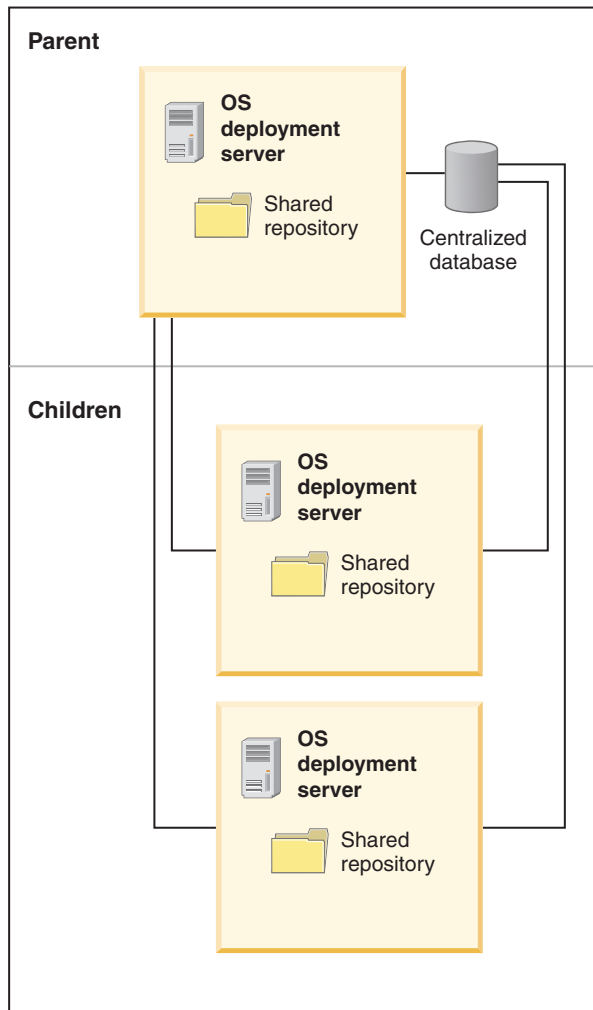 Parent
OS
deployment
server
Shared
repository
Centralized
database
Children
OS
deployment
server
Shared
repository
OS
deployment
server
Shared
repository